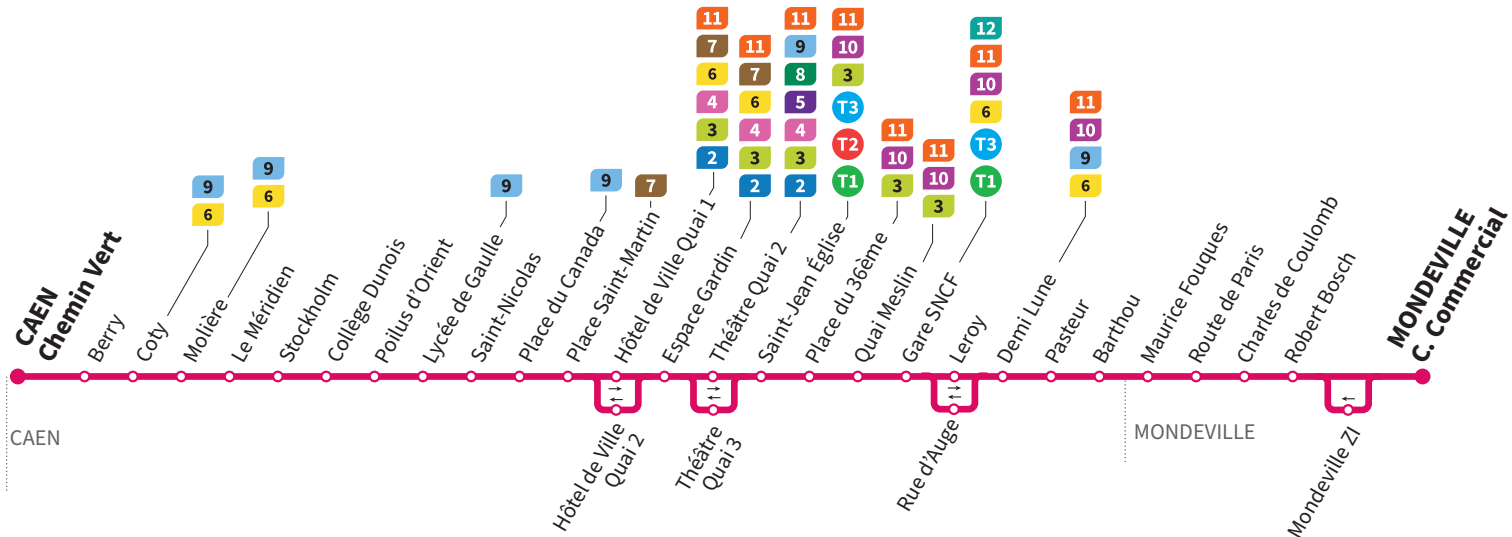 11
7
6
4
3
2
11
7
6
4
3
2
11
9
8
5
4
3
2
11
10
3
T3
T2
T1
12
11
10
6
T3
T1
11
10
3
11
10
3
11
10
9
6
9
6
9
6
9
9
7
CAEN
Chemin Vert
Berry
Coty
Molière
Le Méridien
Stockholm
Collège Dunois
Poilus d'Orient
Lycée de Gaulle
Saint-Nicolas
Place du Canada
Place Saint-Martin
Hôtel de Ville Quai 1
Espace Gardin
Théâtre Quai 2
Saint-Jean Église
Place du 36ème
Quai Meslin
Gare SNCF
Leroy
Demi Lune
Pasteur
Barthou
Maurice Fouques
Route de Paris
Charles de Coulomb
Robert Bosch
MONDEVILLE
C. Commercial
CAEN
Hôtel de Ville
Quai 2
Théâtre
Quai 3
Rue d'Auge
MONDEVILLE
Mondeville ZI